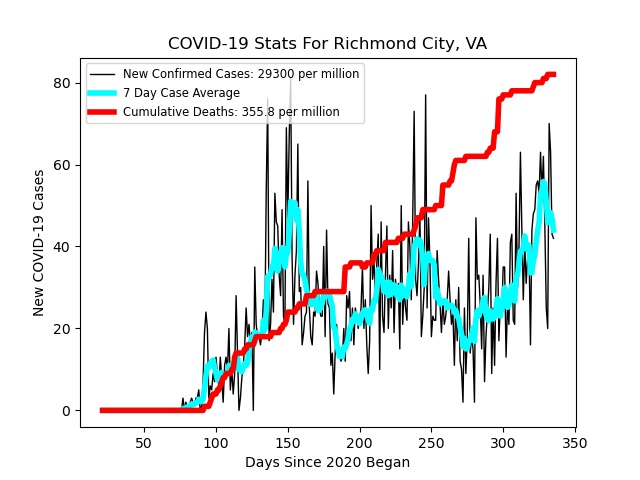 COVID-19 Stats For Richmond City, VA
New Confirmed Cases: 29300 per million
7 Day Case Average
Cumulative Deaths: 355.8 per million
New COVID-19 Cases
80
60
40
20
0
50 100 150 200 250 300 350
Days Since 2020 Began